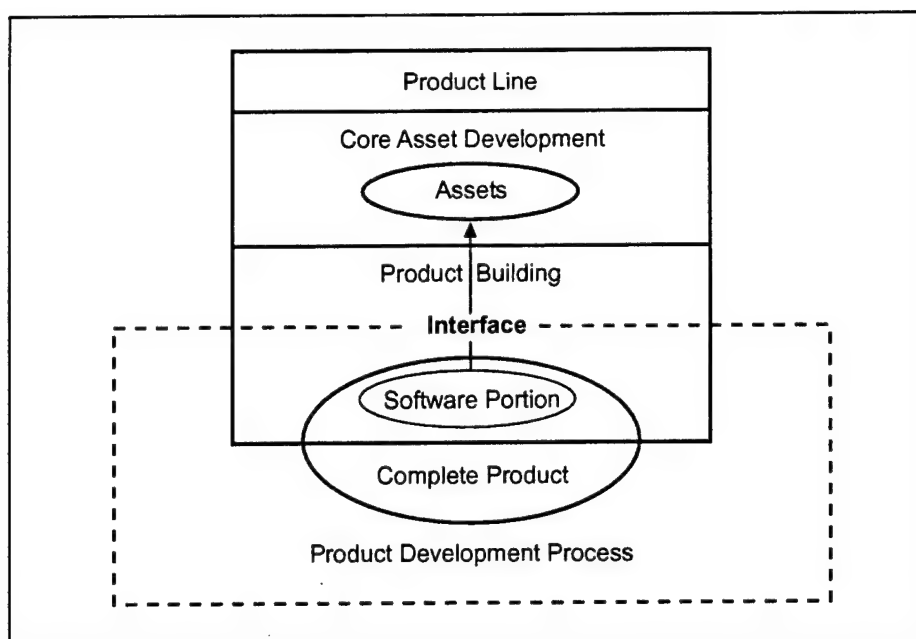 Product Line
Core Asset Development
Assets
Product Building
Interface
Software Portion
Complete Product
Product Development Process